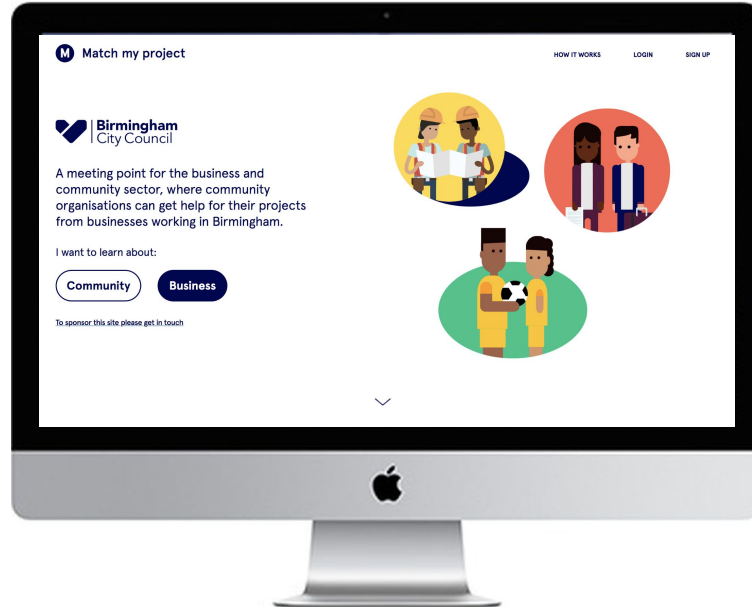 M Match my project
HOW IT WORKS LOGIN SIGN UP
Birmingham
City Council
A meeting point for the business and
community sector, where community
organisations can get help for their projects
from businesses working in Birmingham.
I want to learn about:
Community Business
To sponsor this site please get in touch